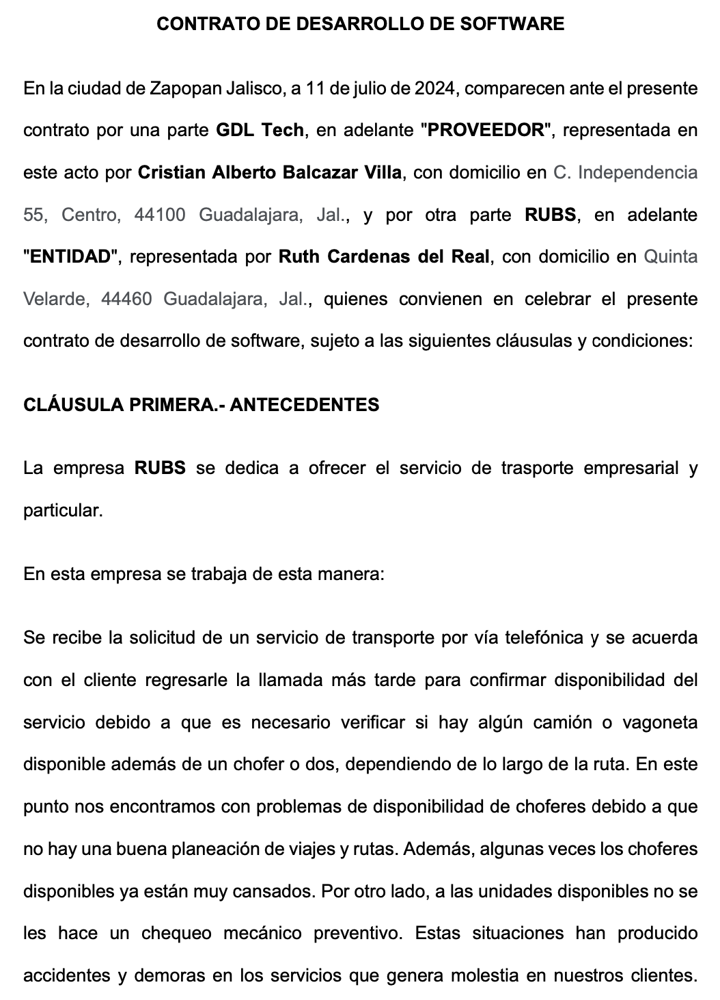 CONTRATO DE DESARROLLO DE SOFTWARE
En la ciudad de Zapopan Jalisco, a 11 de julio de 2024, comparecen ante el presente
contrato por una parte GDL Tech, en adelante "PROVEEDOR", representada en
este acto por Cristian Alberto Balcazar Villa, con domicilio en C. Independencia
55, Centro, 44100 Guadalajara, Jal., y por otra parte RUBS, en adelante
"ENTIDAD", representada por Ruth Cardenas del Real, con domicilio en Quinta
Velarde, 44460 Guadalajara, Jal., quienes convienen en celebrar el presente
contrato de desarrollo de software, sujeto a las siguientes cláusulas y condiciones:
CLÁUSULA PRIMERA.- ANTECEDENTES
La empresa RUBS se dedica a ofrecer el servicio de trasporte empresarial y
particular.
En esta empresa se trabaja de esta manera:
Se recibe la solicitud de un servicio de transporte por vía telefónica y se acuerda
con el cliente regresarle la llamada más tarde para confirmar disponibilidad del
servicio debido a que es necesario verificar si hay algún camión o vagoneta
disponible además de un chofer o dos, dependiendo de lo largo de la ruta. En este
punto nos encontramos con problemas de disponibilidad de choferes debido a que
no hay una buena planeación de viajes y rutas. Además, algunas veces los choferes
disponibles ya están muy cansados. Por otro lado, a las unidades disponibles no se
les hace un chequeo mecánico preventivo. Estas situaciones han producido
accidentes y demoras en los servicios que genera molestia en nuestros clientes.